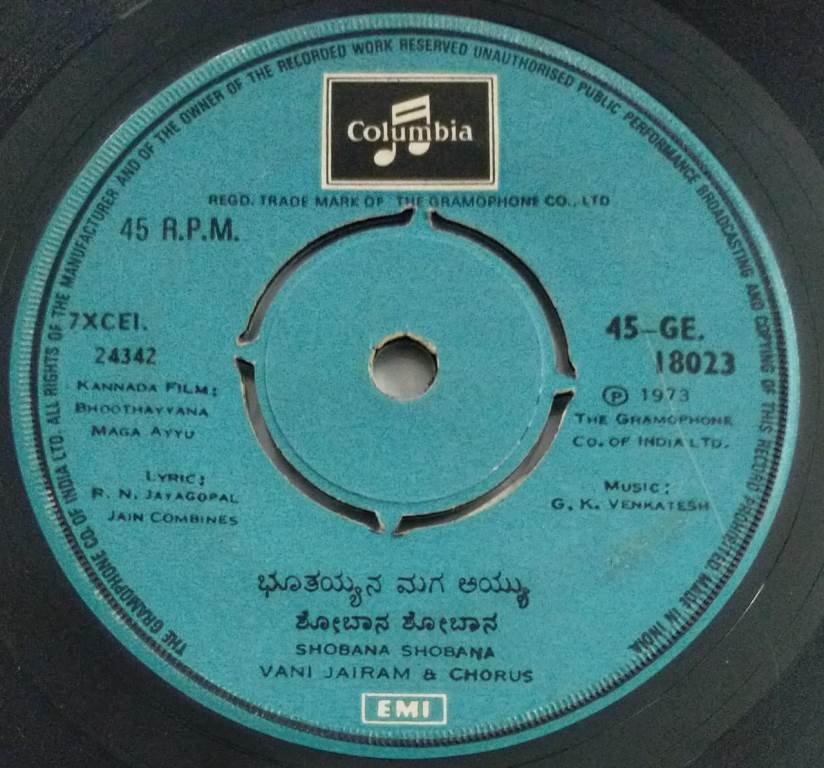 THE GRAMOPHONE CO. OF INDIA LTD. ALL RIGHTS OF THE MANUFACTURER AND OF THE OWNER OF THE RECORDED WORK RESERVED UNAUTHORISED PUBLIC PERFORMANCE BROADCASTING AND COPYING OF THIS RECORD PROHIBITED MADE IN INDIA
Columbia
REGD. TRADE MARK OF THE GRAMOPHONE CO., LTD
45 R.P.M.
7XCEI.
24342
KANNADA FILM:
BHOOTHAYYANA
MAGA AYYU
LYRIC:
R. N. JAYAGOPAL
JAIN COMBINES
45-GE.
18023
℗ 1973
THE GRAMOPHONE
CO. OF INDIA LTD.
MUSIC:
G. K. VENKATESH
ಭೂತಯ್ಯನ ಮಗ ಅಯ್ಯು
ಶೋಬಾನ ಶೋಬಾನ
SHOBANA SHOBANA
VANI JAIRAM & CHORUS
EMI